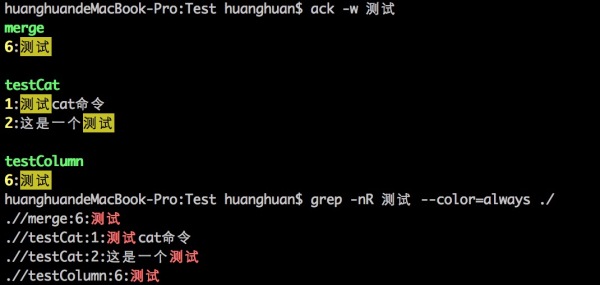 huanghuandeMacBook-Pro:Test huanghuan$ ack -w 测试
merge
6:测试
testCat
1:测试cat命令
2:这是一个测试
testColumn
6:测试
huanghuandeMacBook-Pro:Test huanghuan$ grep -nR 测试 --color=always ./
.//merge:6:测试
.//testCat:1:测试cat命令
.//testCat:2:这是一个测试
.//testColumn:6:测试